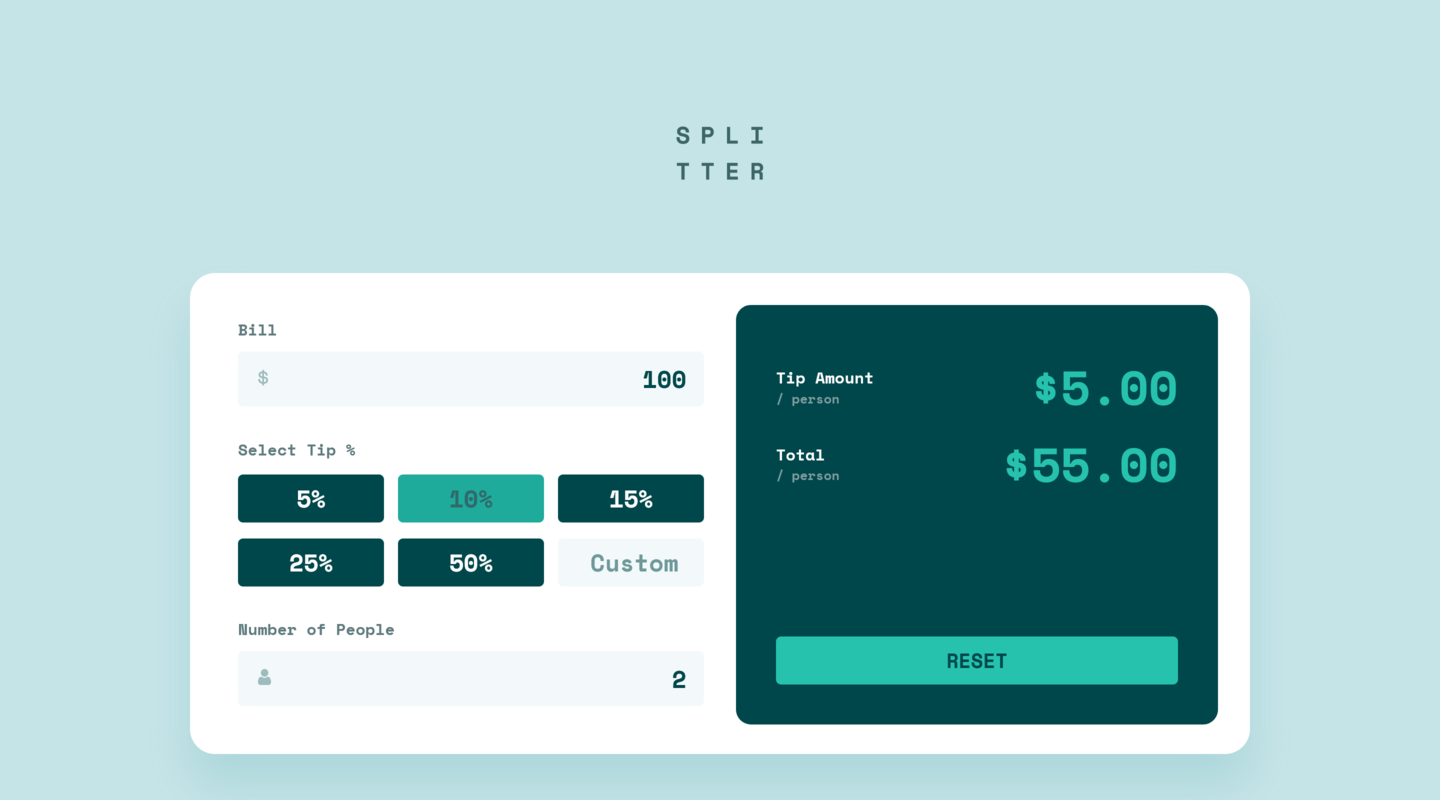 SPLI
TTER
Bill
$
100
Select Tip %
5%
10%
15%
25%
50%
Custom
Number of People
2
Tip Amount
/ person
$5.00
Total
/ person
$55.00
RESET